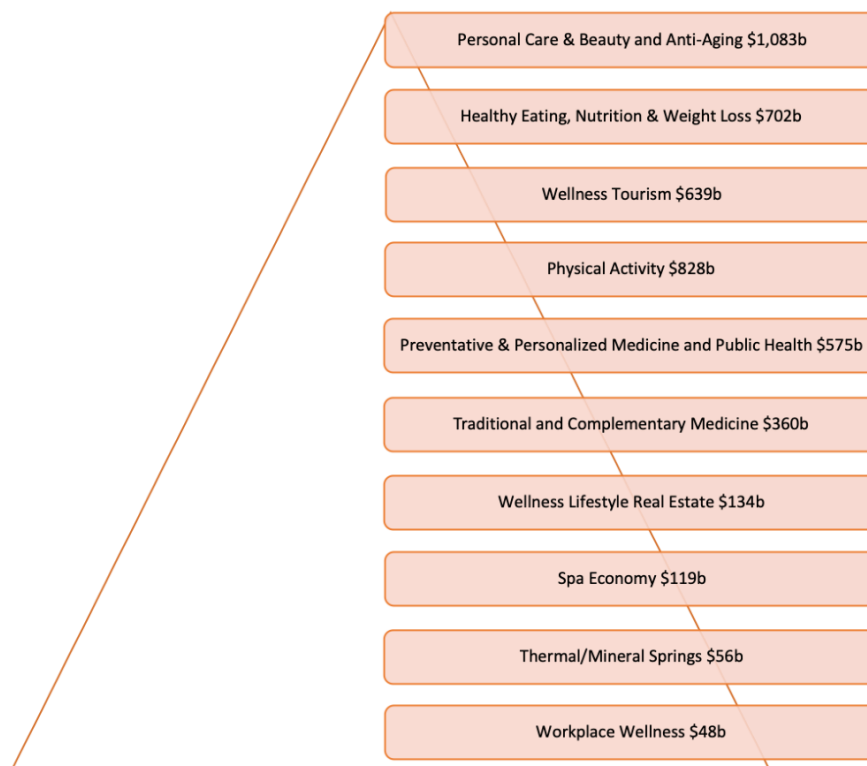 Personal Care & Beauty and Anti-Aging $1,083b
Healthy Eating, Nutrition & Weight Loss $702b
Wellness Tourism $639b
Physical Activity $828b
Preventative & Personalized Medicine and Public Health $575b
Traditional and Complementary Medicine $360b
Wellness Lifestyle Real Estate $134b
Spa Economy $119b
Thermal/Mineral Springs $56b
Workplace Wellness $48b